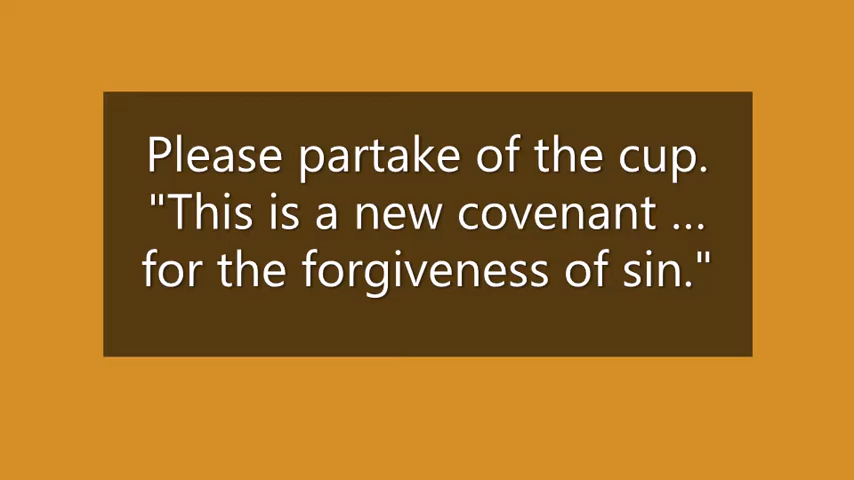 Please partake of the cup.
"This is a new covenant ...
for the forgiveness of sin."